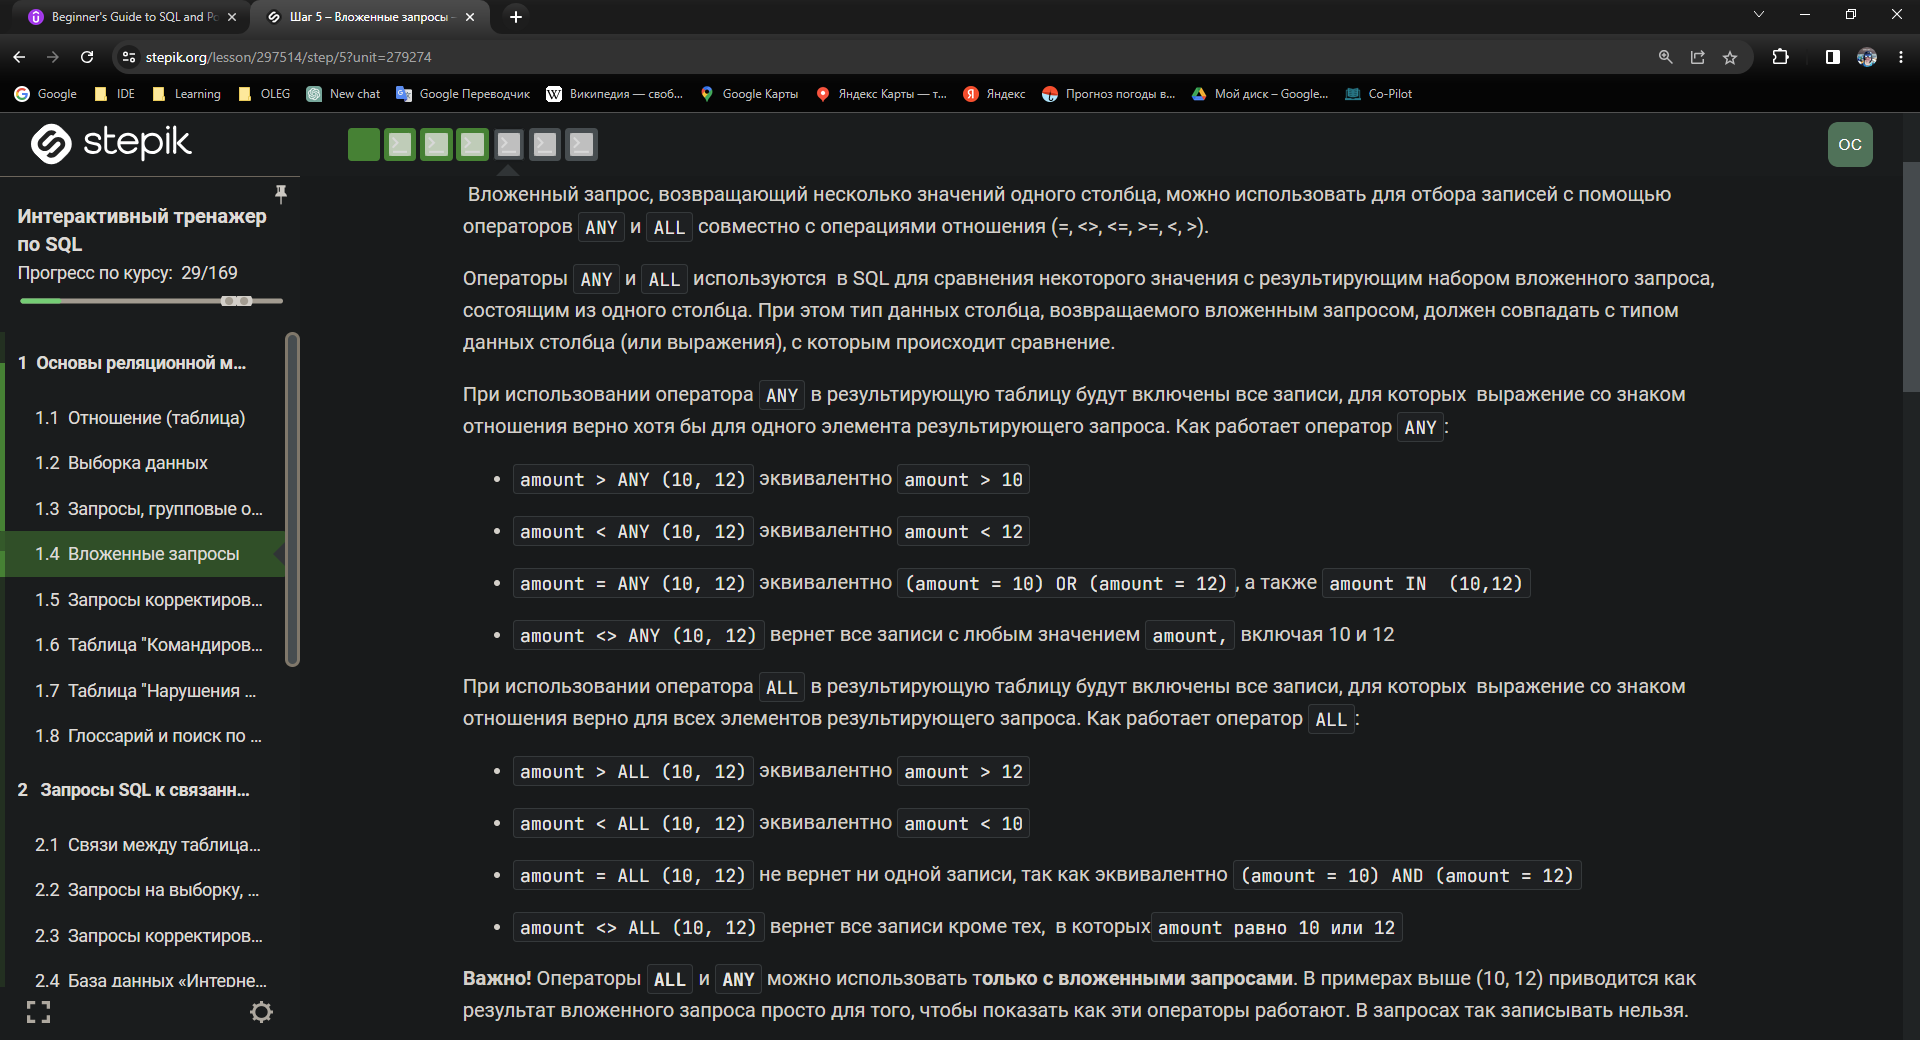 Beginner's Guide to SQL and Po
Шаг 5 – Вложенные запросы –
stepik.org/lesson/297514/step/5?unit=279274
Google IDE Learning OLEG New chat Google Переводчик Википедия — своб... Google Карты Яндекс Карты — т... Яндекс Прогноз погоды в... Мой диск – Google... Co-Pilot
stepik
OC
Интерактивный тренажер
по SQL
Прогресс по курсу: 29/169
1 Основы реляционной м...
1.1 Отношение (таблица)
1.2 Выборка данных
1.3 Запросы, групповые о...
1.4 Вложенные запросы
1.5 Запросы корректиров...
1.6 Таблица "Командиров...
1.7 Таблица "Нарушения ...
1.8 Глоссарий и поиск по ...
2 Запросы SQL к связанн...
2.1 Связи между таблица...
2.2 Запросы на выборку, ...
2.3 Запросы корректиров...
2.4 База данных «Интерне...
Вложенный запрос, возвращающий несколько значений одного столбца, можно использовать для отбора записей с помощью
операторов ANY и ALL совместно с операциями отношения (=, <>, <=, >=, <, >).
Операторы ANY и ALL используются в SQL для сравнения некоторого значения с результирующим набором вложенного запроса,
состоящим из одного столбца. При этом тип данных столбца, возвращаемого вложенным запросом, должен совпадать с типом
данных столбца (или выражения), с которым происходит сравнение.
При использовании оператора ANY в результирующую таблицу будут включены все записи, для которых выражение со знаком
отношения верно хотя бы для одного элемента результирующего запроса. Как работает оператор ANY:
• amount > ANY (10, 12) эквивалентно amount > 10
• amount < ANY (10, 12) эквивалентно amount < 12
• amount = ANY (10, 12) эквивалентно (amount = 10) OR (amount = 12), а также amount IN (10,12)
• amount <> ANY (10, 12) вернет все записи с любым значением amount, включая 10 и 12
При использовании оператора ALL в результирующую таблицу будут включены все записи, для которых выражение со знаком
отношения верно для всех элементов результирующего запроса. Как работает оператор ALL:
• amount > ALL (10, 12) эквивалентно amount > 12
• amount < ALL (10, 12) эквивалентно amount < 10
• amount = ALL (10, 12) не вернет ни одной записи, так как эквивалентно (amount = 10) AND (amount = 12)
• amount <> ALL (10, 12) вернет все записи кроме тех, в которых amount равно 10 или 12
Важно! Операторы ALL и ANY можно использовать только с вложенными запросами. В примерах выше (10, 12) приводится как
результат вложенного запроса просто для того, чтобы показать как эти операторы работают. В запросах так записывать нельзя.